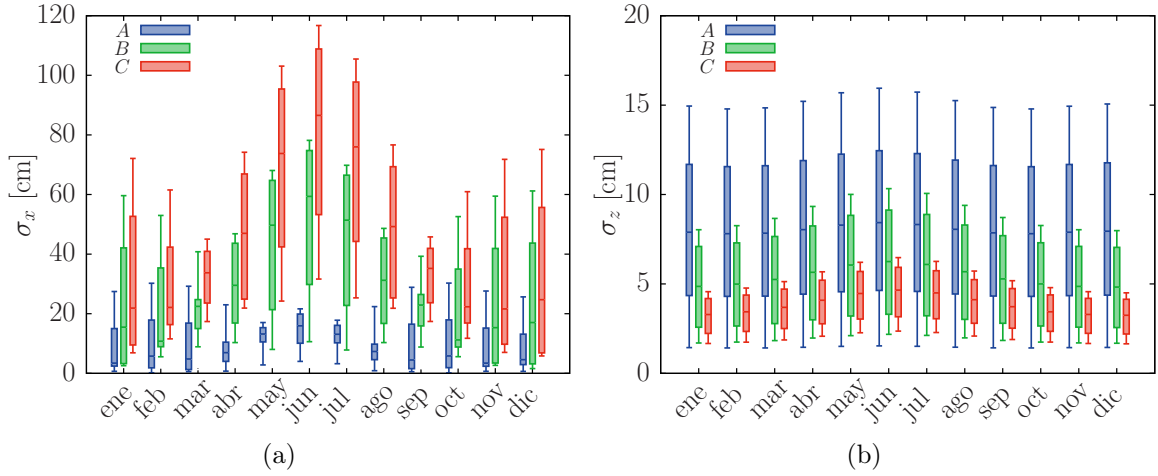 120
100
80
60
40
20
0
σx [cm]
A
B
C
ene
feb
mar
abr
may
jun
jul
ago
sep
oct
nov
dic
(a)
20
15
10
5
0
σz [cm]
A
B
C
ene
feb
mar
abr
may
jun
jul
ago
sep
oct
nov
dic
(b)